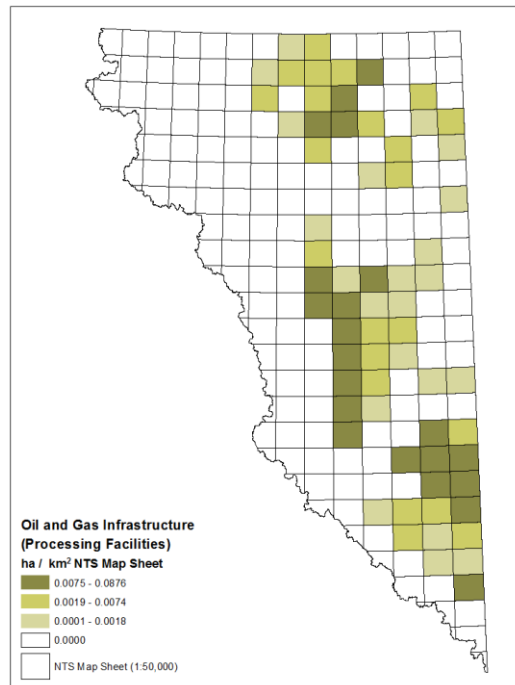 Oil and Gas Infrastructure
(Processing Facilities)
ha / km² NTS Map Sheet
0.0075 - 0.0876
0.0019 - 0.0074
0.0001 - 0.0018
0.0000
NTS Map Sheet (1:50,000)